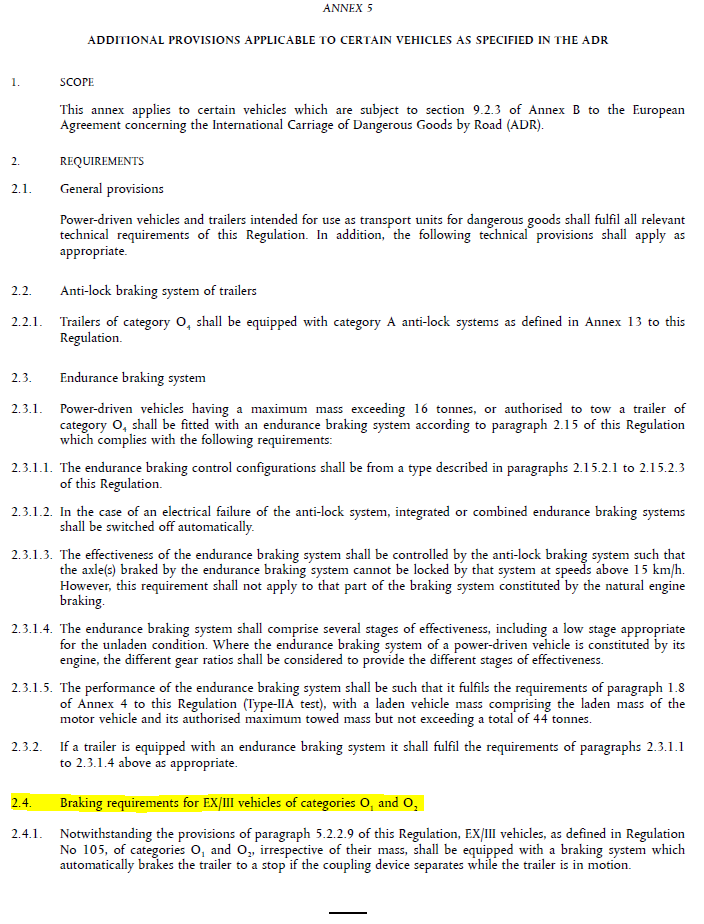 ANNEX 5
ADDITIONAL PROVISIONS APPLICABLE TO CERTAIN VEHICLES AS SPECIFIED IN THE ADR
1. SCOPE
This annex applies to certain vehicles which are subject to section 9.2.3 of Annex B to the European
Agreement concerning the International Carriage of Dangerous Goods by Road (ADR).
2. REQUIREMENTS
2.1. General provisions
Power-driven vehicles and trailers intended for use as transport units for dangerous goods shall fulfil all relevant
technical requirements of this Regulation. In addition, the following technical provisions shall apply as
appropriate.
2.2. Anti-lock braking system of trailers
2.2.1. Trailers of category O₄ shall be equipped with category A anti-lock systems as defined in Annex 13 to this
Regulation.
2.3. Endurance braking system
2.3.1. Power-driven vehicles having a maximum mass exceeding 16 tonnes, or authorised to tow a trailer of
category O₄ shall be fitted with an endurance braking system according to paragraph 2.15 of this Regulation
which complies with the following requirements:
2.3.1.1. The endurance braking control configurations shall be from a type described in paragraphs 2.15.2.1 to 2.15.2.3
of this Regulation.
2.3.1.2. In the case of an electrical failure of the anti-lock system, integrated or combined endurance braking systems
shall be switched off automatically.
2.3.1.3. The effectiveness of the endurance braking system shall be controlled by the anti-lock braking system such that
the axle(s) braked by the endurance braking system cannot be locked by that system at speeds above 15 km/h.
However, this requirement shall not apply to that part of the braking system constituted by the natural engine
braking.
2.3.1.4. The endurance braking system shall comprise several stages of effectiveness, including a low stage appropriate
for the unladen condition. Where the endurance braking system of a power-driven vehicle is constituted by its
engine, the different gear ratios shall be considered to provide the different stages of effectiveness.
2.3.1.5. The performance of the endurance braking system shall be such that it fulfils the requirements of paragraph 1.8
of Annex 4 to this Regulation (Type-IIA test), with a laden vehicle mass comprising the laden mass of the
motor vehicle and its authorised maximum towed mass but not exceeding a total of 44 tonnes.
2.3.2. If a trailer is equipped with an endurance braking system it shall fulfil the requirements of paragraphs 2.3.1.1
to 2.3.1.4 above as appropriate.
2.4. Braking requirements for EX/III vehicles of categories O₁ and O₂
2.4.1. Notwithstanding the provisions of paragraph 5.2.2.9 of this Regulation, EX/III vehicles, as defined in Regulation
No 105, of categories O₁ and O₂, irrespective of their mass, shall be equipped with a braking system which
automatically brakes the trailer to a stop if the coupling device separates while the trailer is in motion.